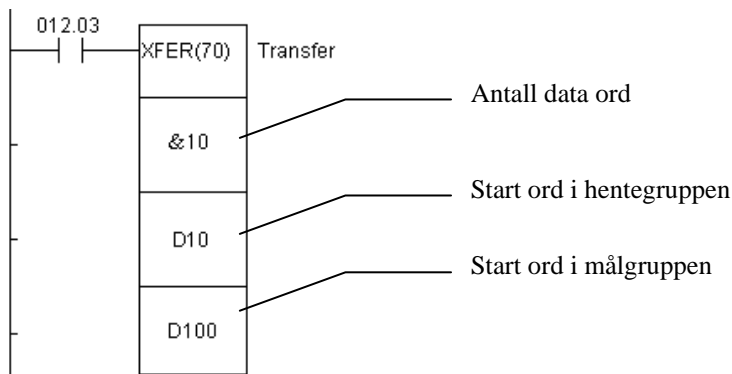 012.03
XFER(70) Transfer
&10 Antall data ord
D10 Start ord i hentegruppen
D100 Start ord i målgruppen